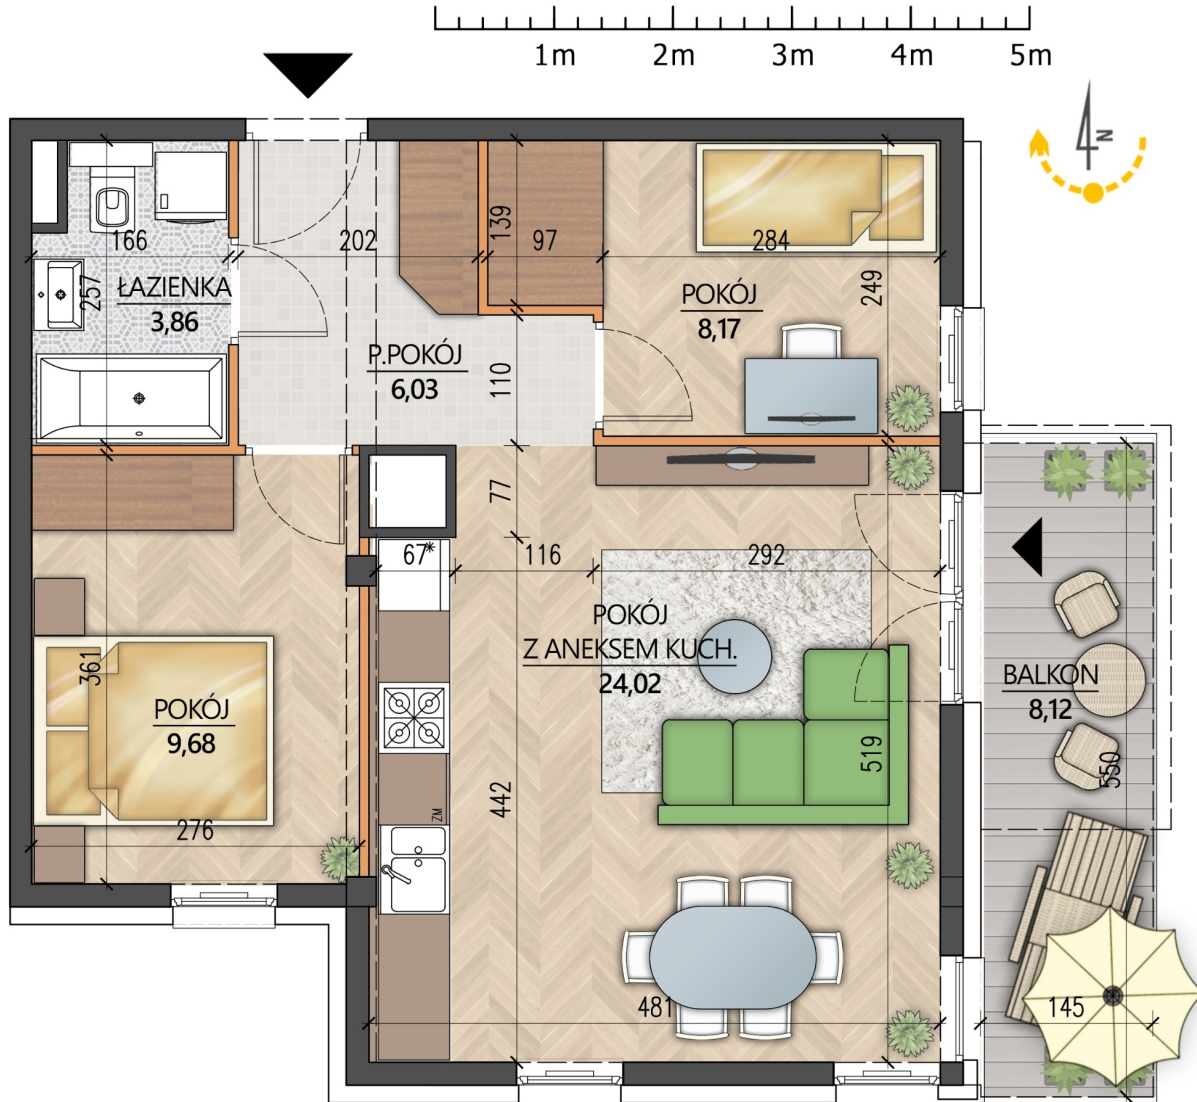 1m 2m 3m 4m 5m
N
166
202
139
97
284
257
249
ŁAZIENKA
3,86
POKÓJ
8,17
P.POKÓJ
6,03
110
77
67*
116
292
POKÓJ
Z ANEKSEM KUCH.
24,02
361
POKÓJ
9,68
BALKON
8,12
519
550
442
ZM
276
481
145